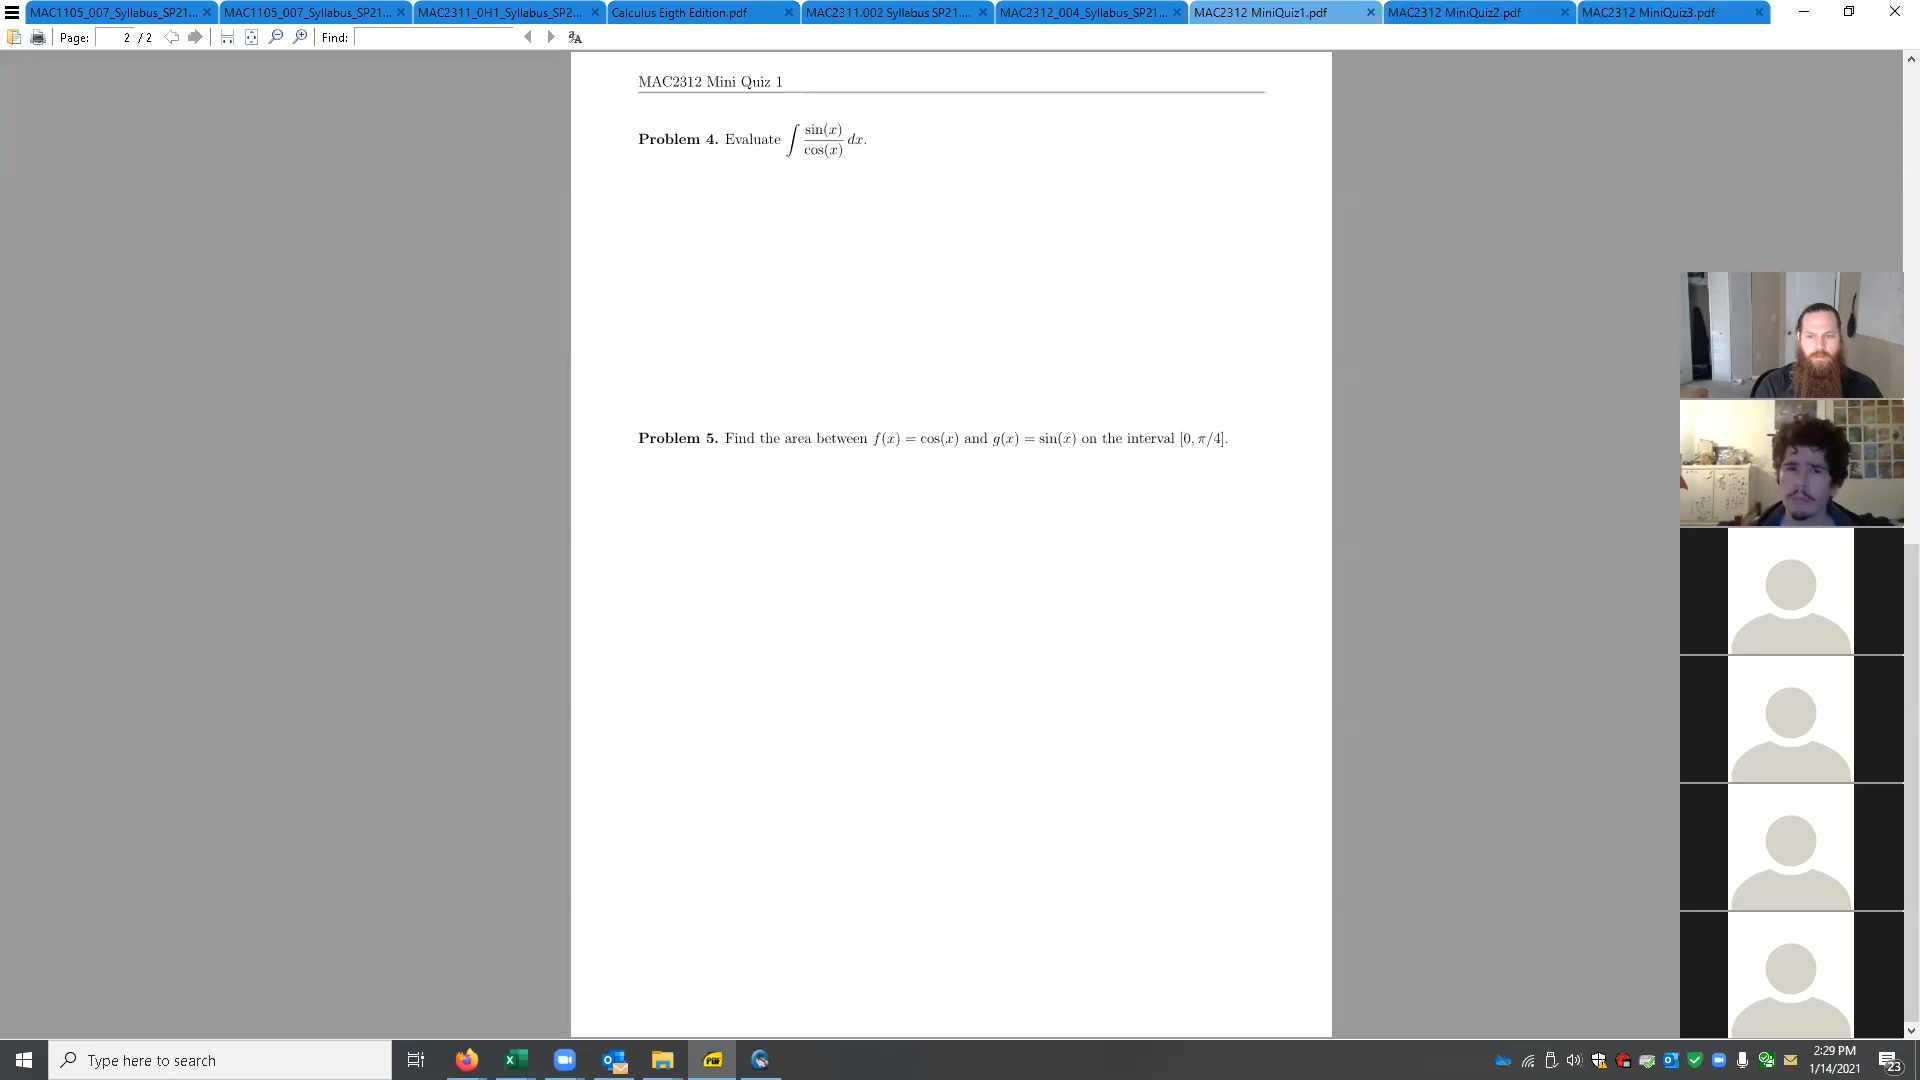 MAC1105_007_Syllabus_SP21... MAC1105_007_Syllabus_SP21... MAC2311_0H1_Syllabus_SP2... Calculus Eigth Edition.pdf MAC2311.002 Syllabus SP21.... MAC2312_004_Syllabus_SP21... MAC2312 MiniQuiz1.pdf MAC2312 MiniQuiz2.pdf MAC2312 MiniQuiz3.pdf
Page: 2 / 2 Find:
MAC2312 Mini Quiz 1
Problem 4. Evaluate ∫ sin(x)/cos(x) dx.
Problem 5. Find the area between f(x) = cos(x) and g(x) = sin(x) on the interval [0, π/4].
Type here to search
2:29 PM
1/14/2021
23